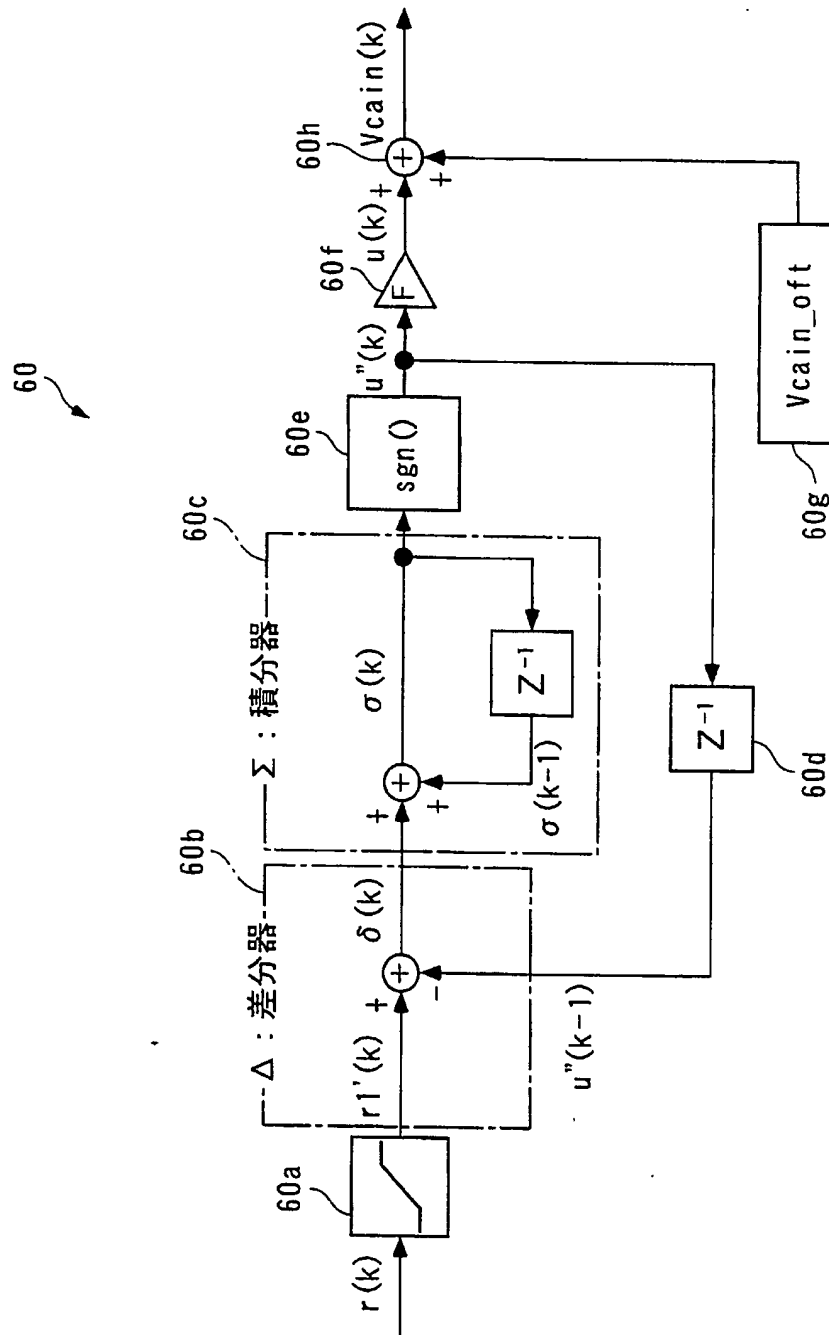 60
r(k)
60a
r1'(k)
Δ:差分器
60b
+
+
-
δ(k)
u"(k-1)
Σ:積分器
60c
+
+
+
σ(k)
σ(k-1)
Z⁻¹
60e
sgn()
u"(k)
60f
F
u(k)
+
+
+
60h
Vcain(k)
Z⁻¹
60d
Vcain_oft
60g